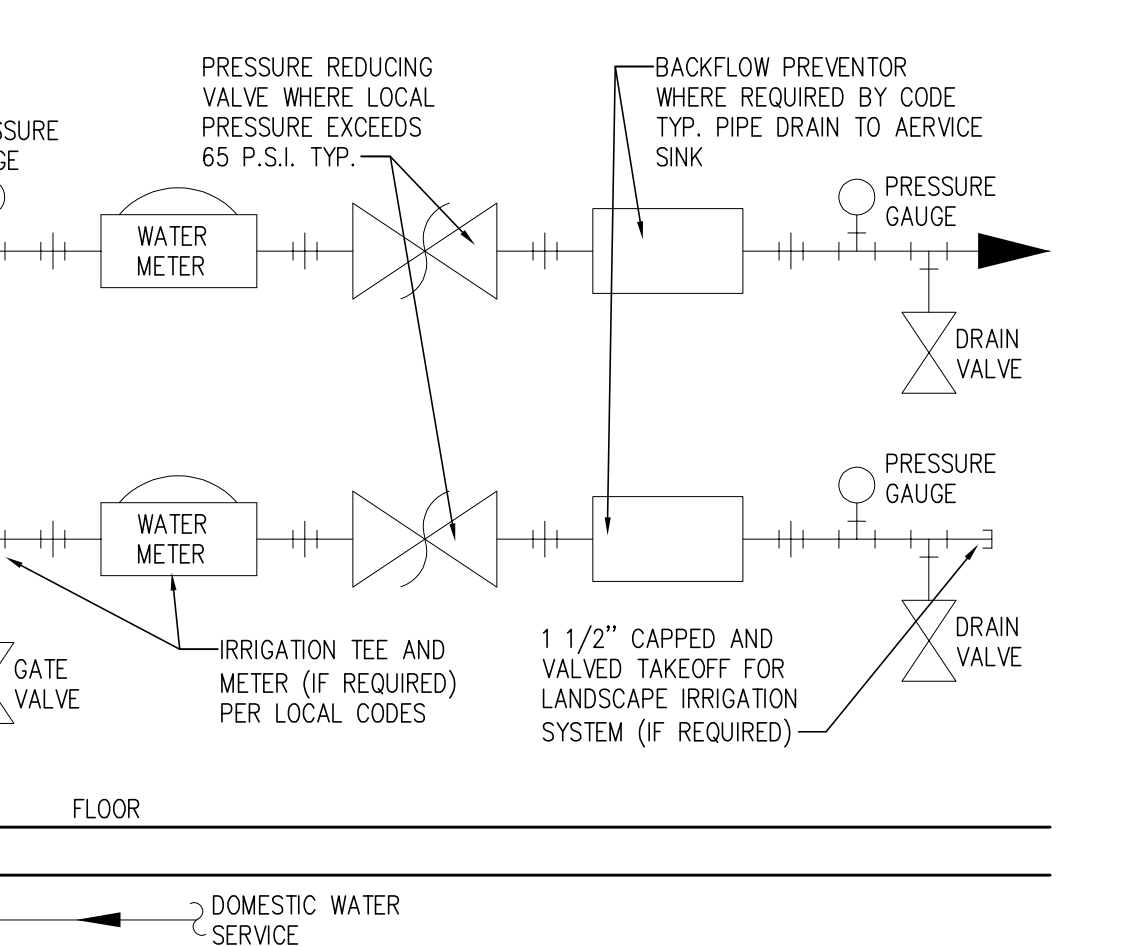 PRESSURE REDUCING
VALVE WHERE LOCAL
PRESSURE EXCEEDS
65 P.S.I. TYP.
BACKFLOW PREVENTOR
WHERE REQUIRED BY CODE
TYP. PIPE DRAIN TO AERVICE
SINK
SSURE
GE
WATER
METER
PRESSURE
GAUGE
DRAIN
VALVE
WATER
METER
PRESSURE
GAUGE
DRAIN
VALVE
GATE
VALVE
IRRIGATION TEE AND
METER (IF REQUIRED)
PER LOCAL CODES
1 1/2" CAPPED AND
VALVED TAKEOFF FOR
LANDSCAPE IRRIGATION
SYSTEM (IF REQUIRED)
FLOOR
DOMESTIC WATER
SERVICE